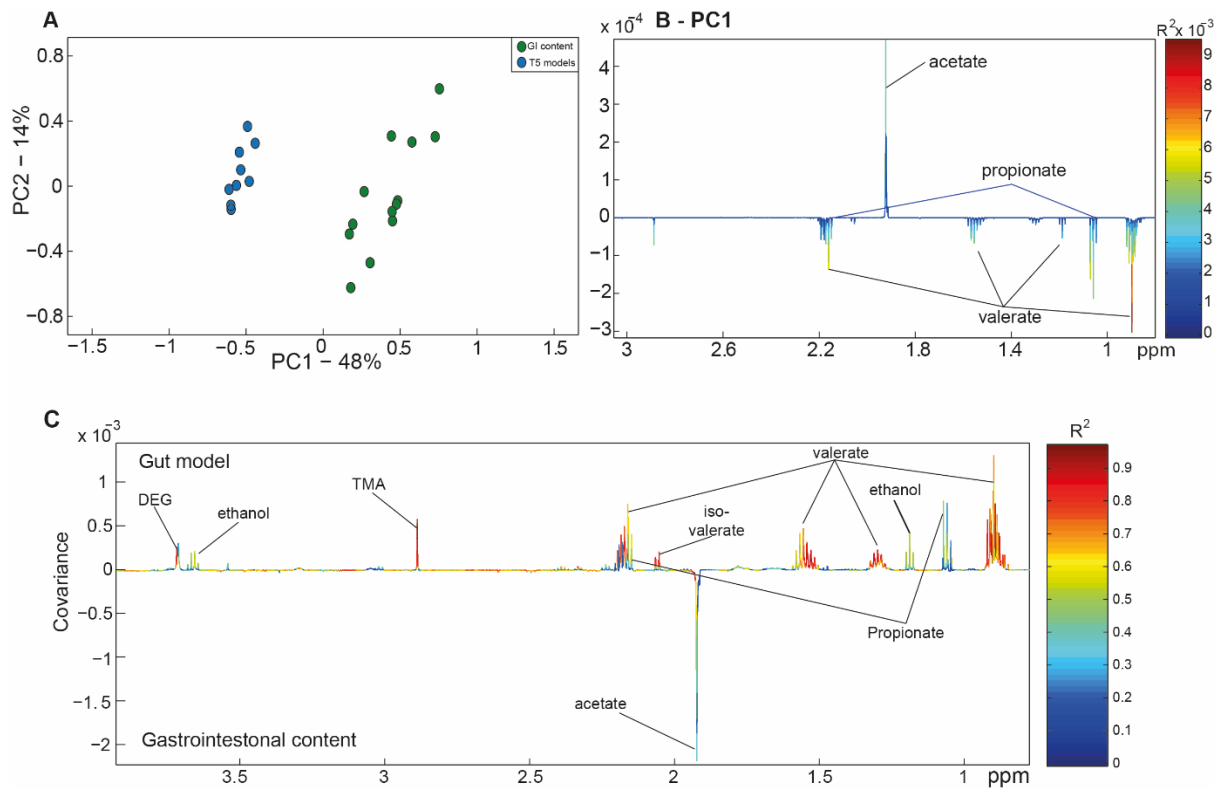 A
GI content
T5 models
0.8
0.4
0
−0.4
−0.8
PC2 − 14%
−1.5
−1
−0.5
0
0.5
1
1.5
PC1 − 48%
x 10⁻⁴
B - PC1
4
3
2
1
0
−1
−2
−3
acetate
propionate
valerate
3
2.6
2.2
1.8
1.4
1
ppm
R² x 10⁻³
9
8
7
6
5
4
3
2
1
0
C
x 10⁻³
Gut model
1
0.5
0
−0.5
−1
−1.5
−2
Covariance
DEG
ethanol
TMA
iso-
valerate
valerate
ethanol
Propionate
acetate
Gastrointestonal content
3.5
3
2
1.5
1
ppm
R²
0.9
0.8
0.7
0.6
0.5
0.4
0.3
0.2
0.1
0